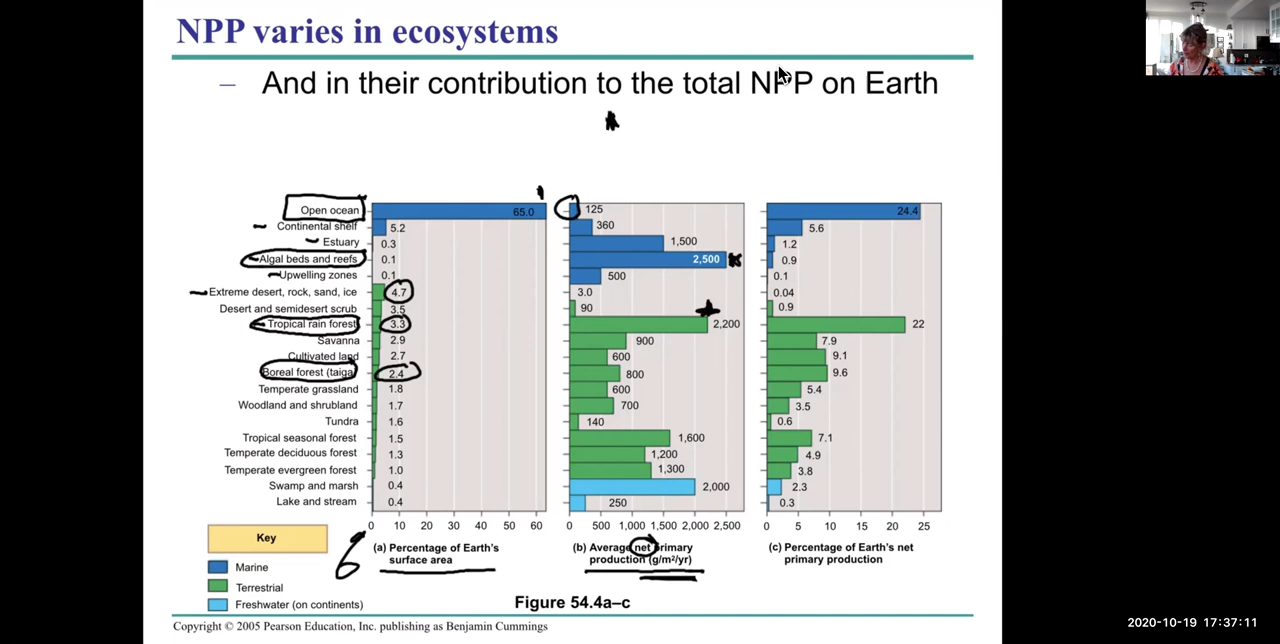 NPP varies in ecosystems
– And in their contribution to the total NPP on Earth
Open ocean 65.0 125 24.4
Continental shelf 5.2 360 5.6
Estuary 0.3 1,500 1.2
Algal beds and reefs 0.1 2,500 0.9
Upwelling zones 0.1 500 0.1
Extreme desert, rock, sand, ice 4.7 3.0 0.04
Desert and semidesert scrub 3.5 90 0.9
Tropical rain forest 3.3 2,200 22
Savanna 2.9 900 7.9
Cultivated land 2.7 600 9.1
Boreal forest (taiga 2.4 800 9.6
Temperate grassland 1.8 600 5.4
Woodland and shrubland 1.7 700 3.5
Tundra 1.6 140 0.6
Tropical seasonal forest 1.5 1,600 7.1
Temperate deciduous forest 1.3 1,200 4.9
Temperate evergreen forest 1.0 1,300 3.8
Swamp and marsh 0.4 2,000 2.3
Lake and stream 0.4 250 0.3
0 10 20 30 40 50 60 0 500 1,000 1,500 2,000 2,500 0 5 10 15 20 25
Key
Marine
Terrestrial
Freshwater (on continents)
(a) Percentage of Earth's
surface area
(b) Average net primary
production (g/m²/yr)
(c) Percentage of Earth's net
primary production
Figure 54.4a–c
Copyright © 2005 Pearson Education, Inc. publishing as Benjamin Cummings
2020-10-19 17:37:11